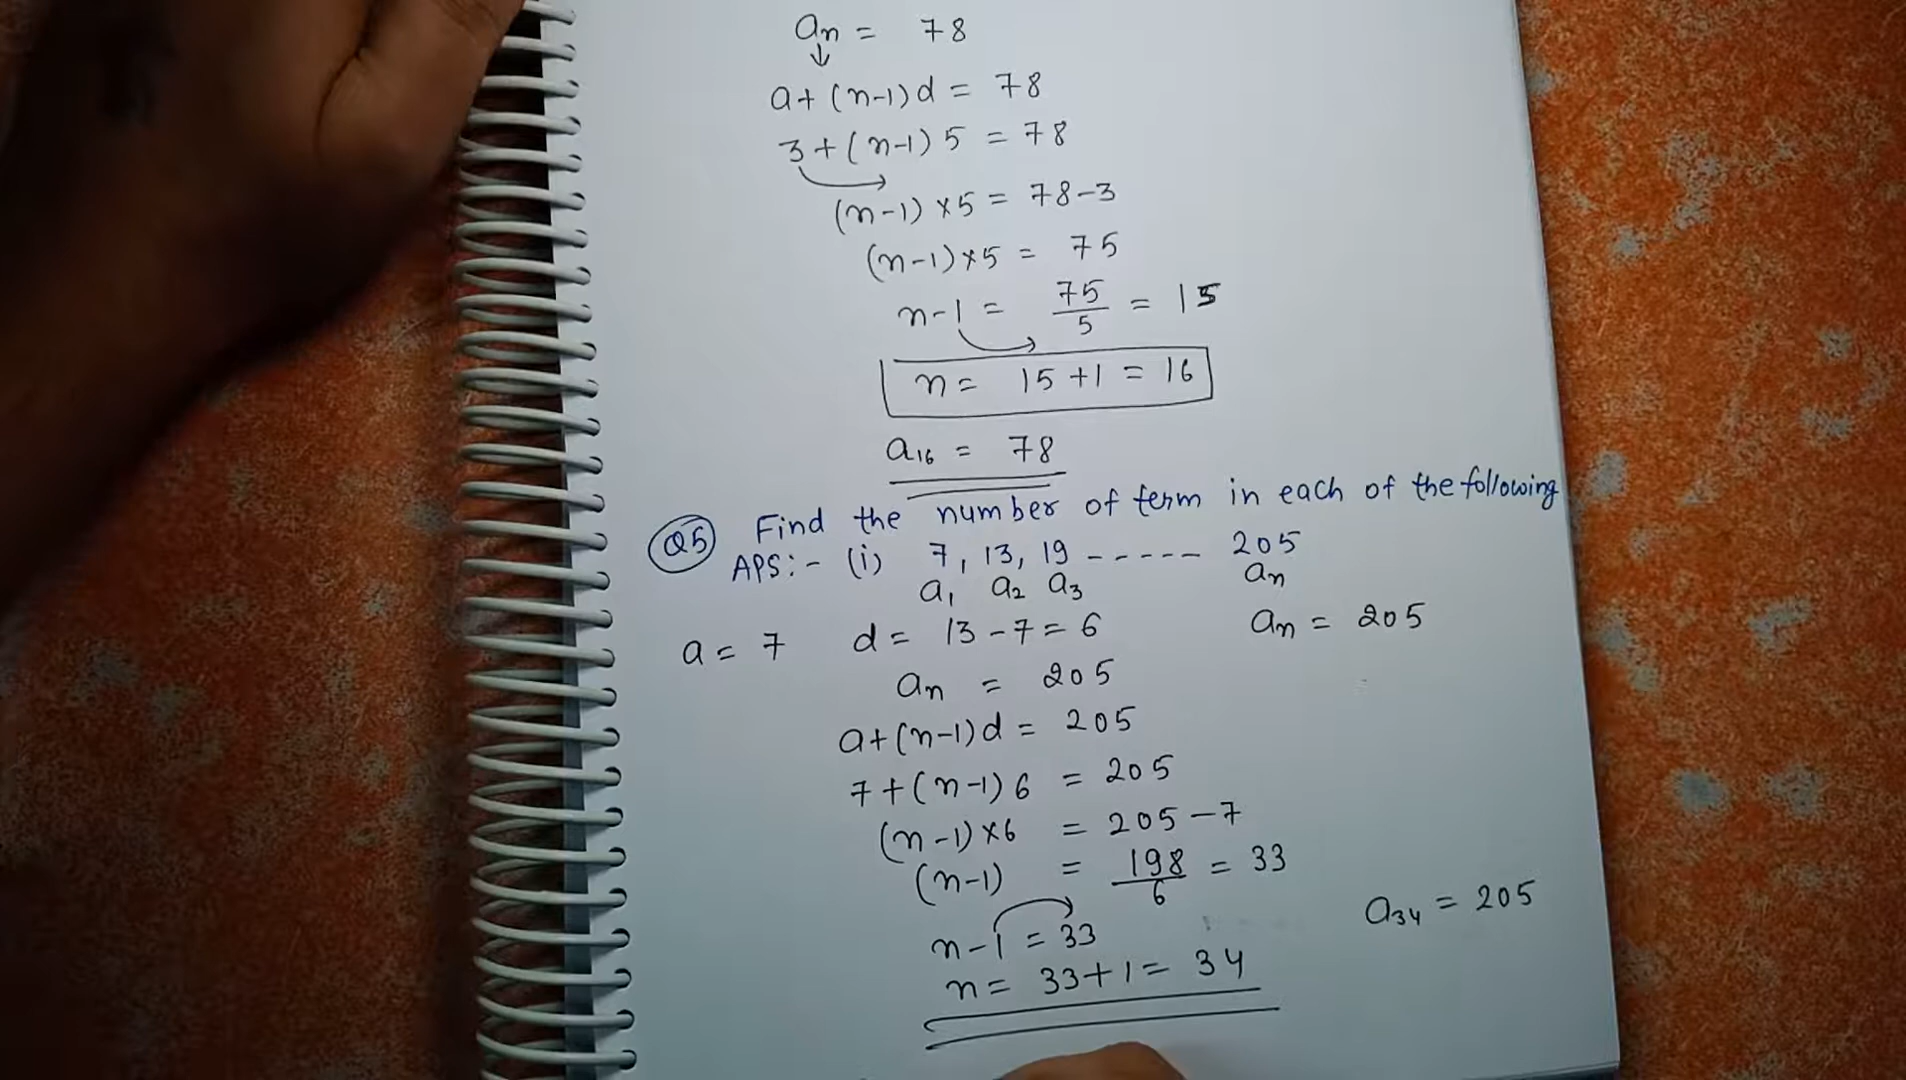 an = 78
↓
a+(n-1)d = 78
3+(n-1)5 = 78
(n-1)×5 = 78-3
(n-1)×5 = 75
n-1 = 75/5 = 15
n = 15+1 = 16
a16 = 78
Q5 Find the number of term in each of the following
APS:- (i) 7, 13, 19 ----- 205
a1 a2 a3 an
a = 7 d = 13-7 = 6 an = 205
an = 205
a+(n-1)d = 205
7+(n-1)6 = 205
(n-1)×6 = 205-7
(n-1) = 198/6 = 33
n-1 = 33 a34 = 205
n = 33+1 = 34